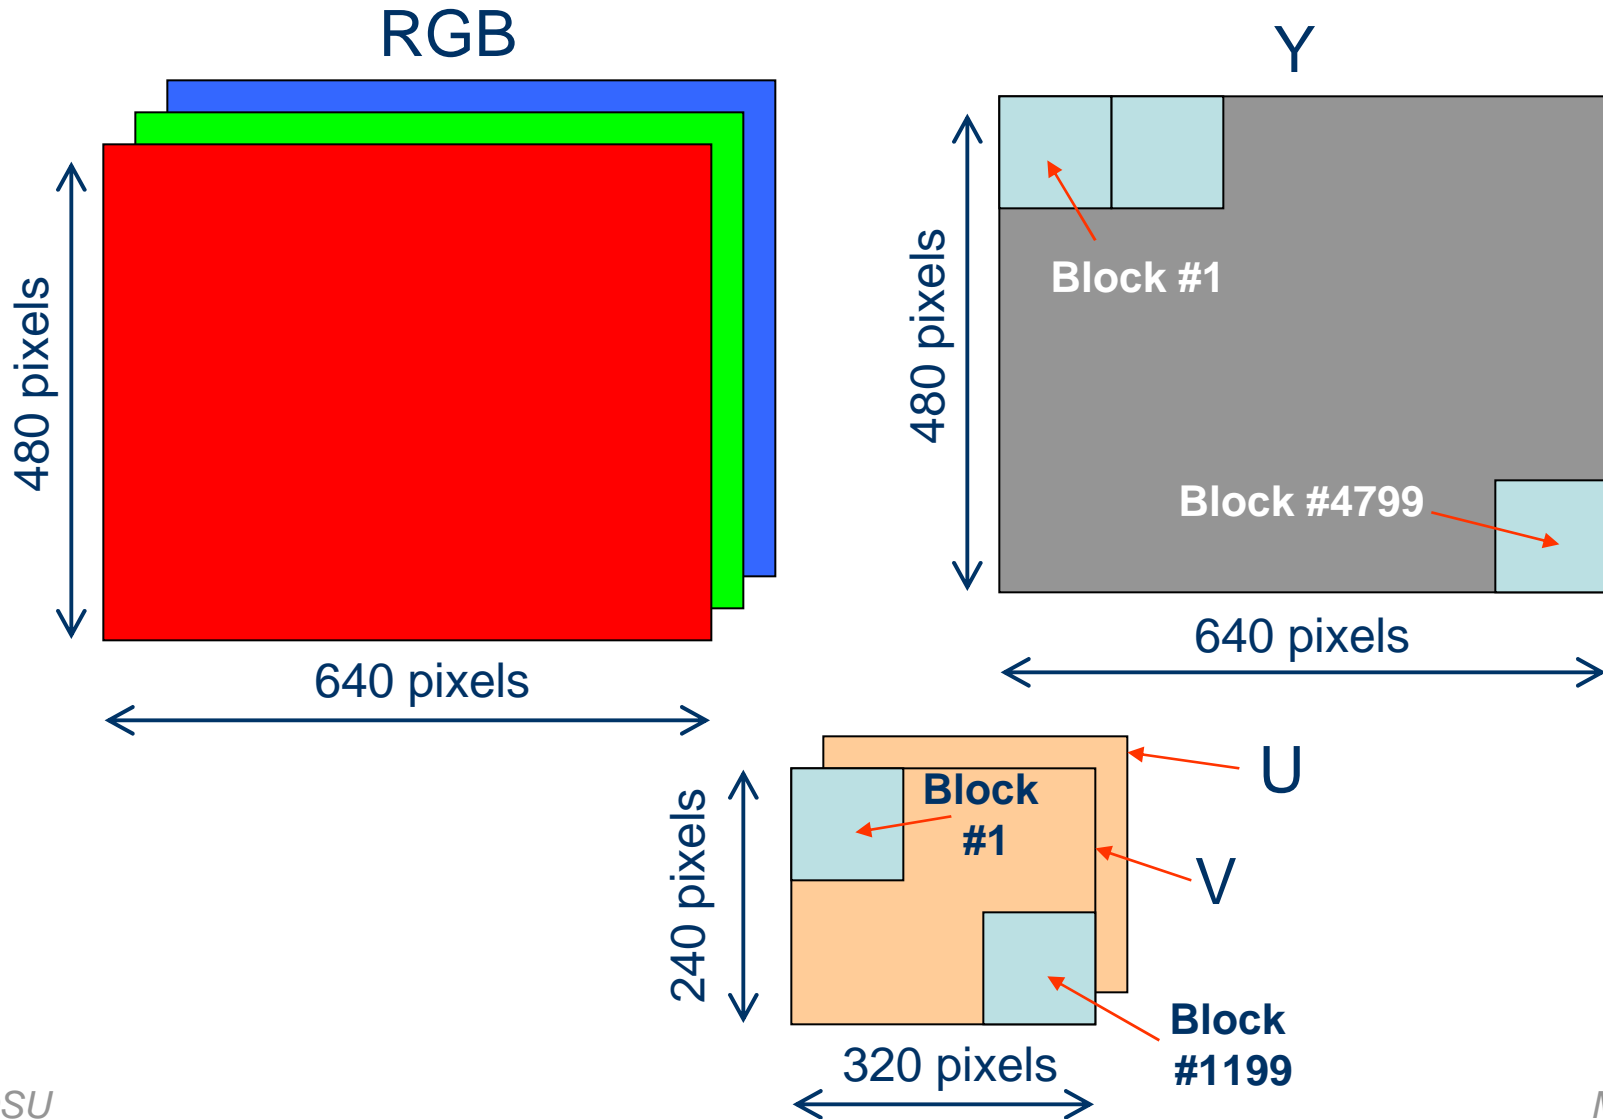 RGB
Y
480 pixels
640 pixels
480 pixels
Block #1
Block #4799
640 pixels
U
V
240 pixels
Block
#1
Block
#1199
320 pixels
SU